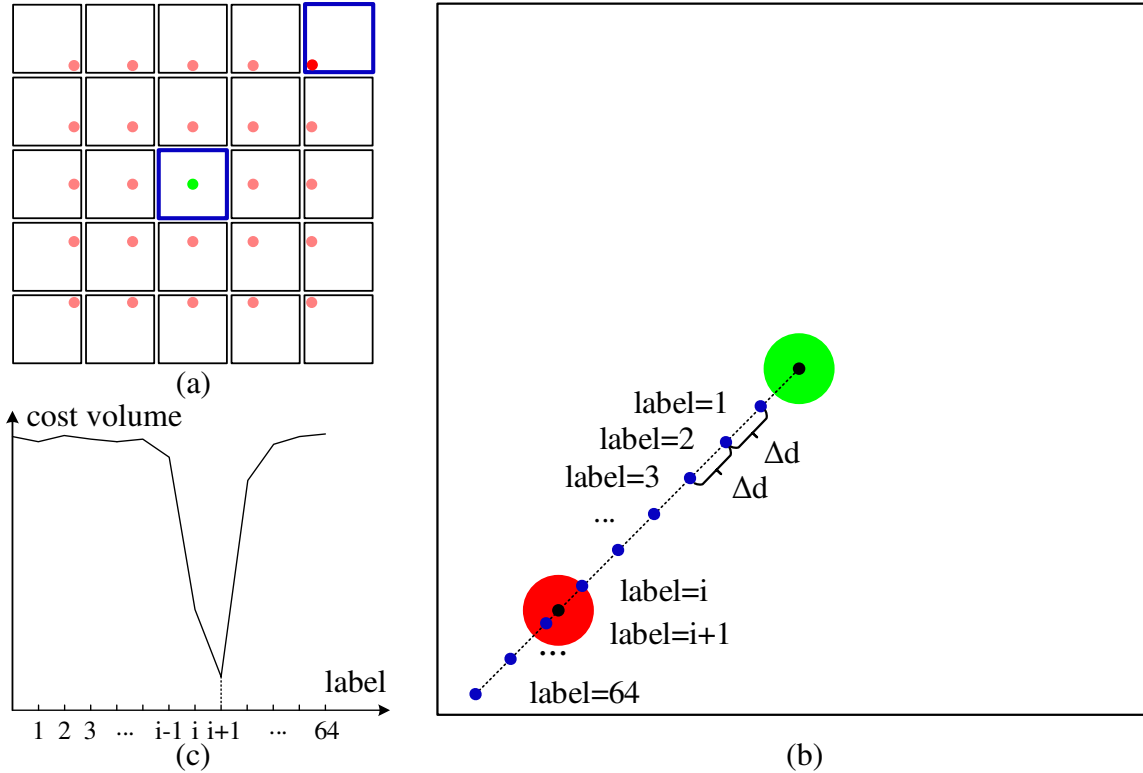 (a)
cost volume
label
1 2 3 ... i-1 i i+1 ... 64
(c)
label=1
label=2
Δd
label=3
Δd
...
label=i
label=i+1
...
label=64
(b)